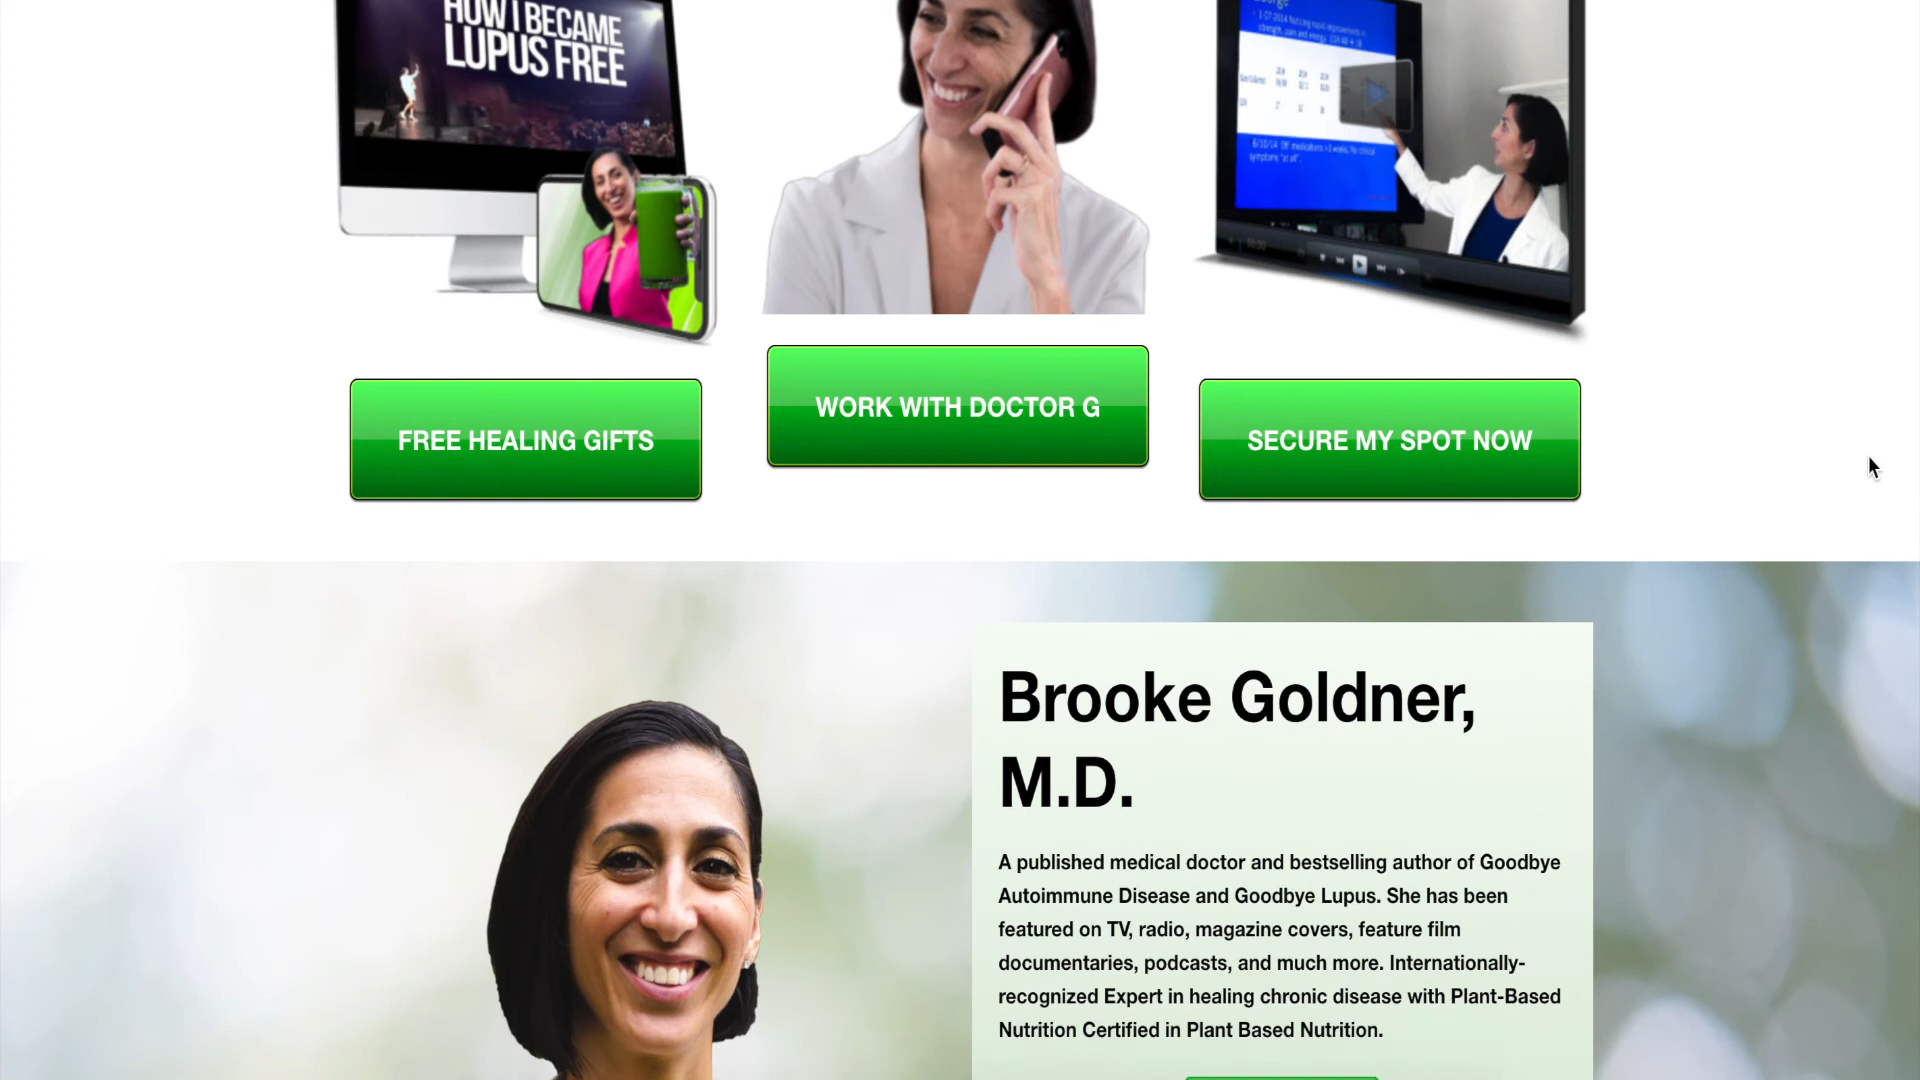 HOW I BECAME
LUPUS FREE
WORK WITH DOCTOR G
FREE HEALING GIFTS
SECURE MY SPOT NOW
Brooke Goldner,
M.D.
A published medical doctor and bestselling author of Goodbye
Autoimmune Disease and Goodbye Lupus. She has been
featured on TV, radio, magazine covers, feature film
documentaries, podcasts, and much more. Internationally-
recognized Expert in healing chronic disease with Plant-Based
Nutrition Certified in Plant Based Nutrition.